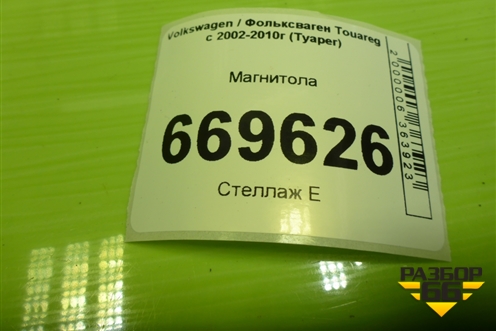 Volkswagen / Фольксваген Touareg
с 2002-2010г (Туарег)
Магнитола
669626
Стеллаж Е
2000006363923
РАЗБОР
66